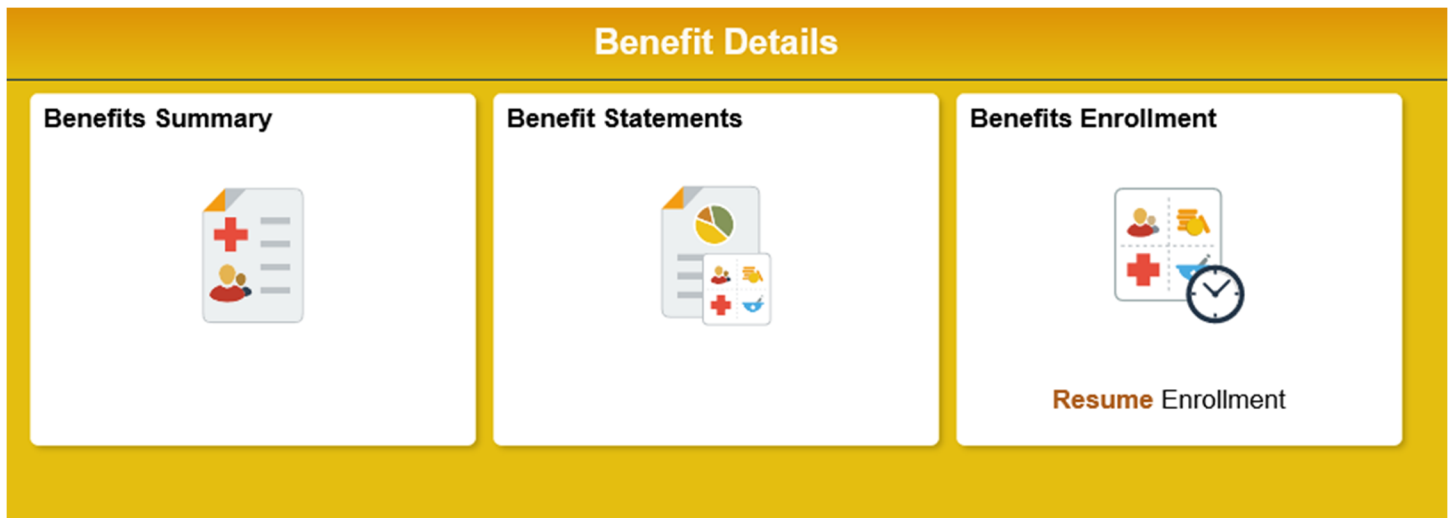 Benefit Details
Benefits Summary
Benefit Statements
Benefits Enrollment
Resume Enrollment